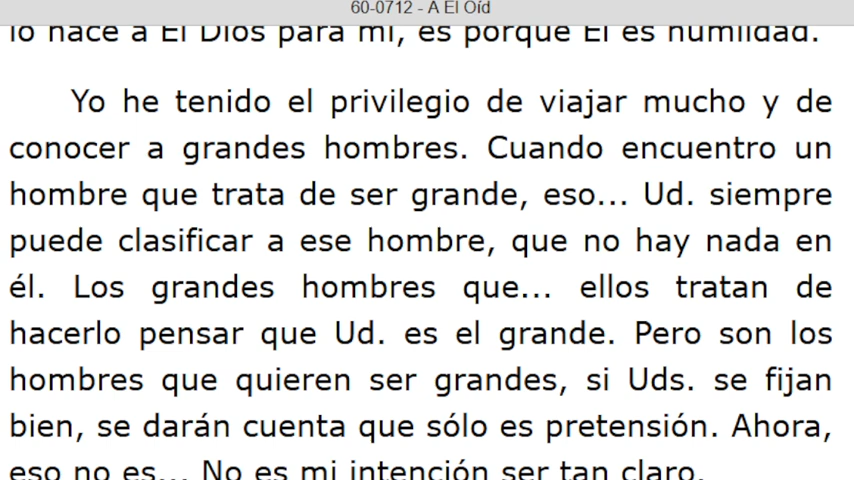 60-0712 - A El Oíd
lo hace a Él Dios para mí, es porque Él es humildad.
Yo he tenido el privilegio de viajar mucho y de
conocer a grandes hombres. Cuando encuentro un
hombre que trata de ser grande, eso... Ud. siempre
puede clasificar a ese hombre, que no hay nada en
él. Los grandes hombres que... ellos tratan de
hacerlo pensar que Ud. es el grande. Pero son los
hombres que quieren ser grandes, si Uds. se fijan
bien, se darán cuenta que sólo es pretensión. Ahora,
eso no es... No es mi intención ser tan claro.